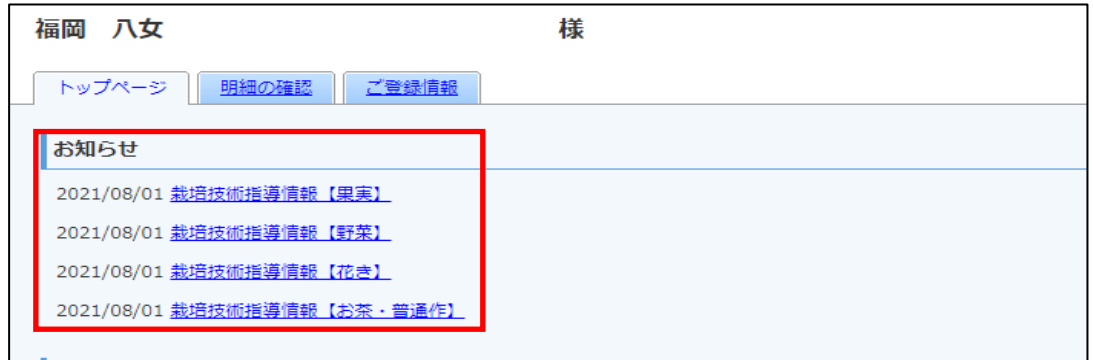 福岡　八女　様
トップページ 明細の確認 ご登録情報
お知らせ
2021/08/01 栽培技術指導情報【果実】
2021/08/01 栽培技術指導情報【野菜】
2021/08/01 栽培技術指導情報【花き】
2021/08/01 栽培技術指導情報【お茶・普通作】